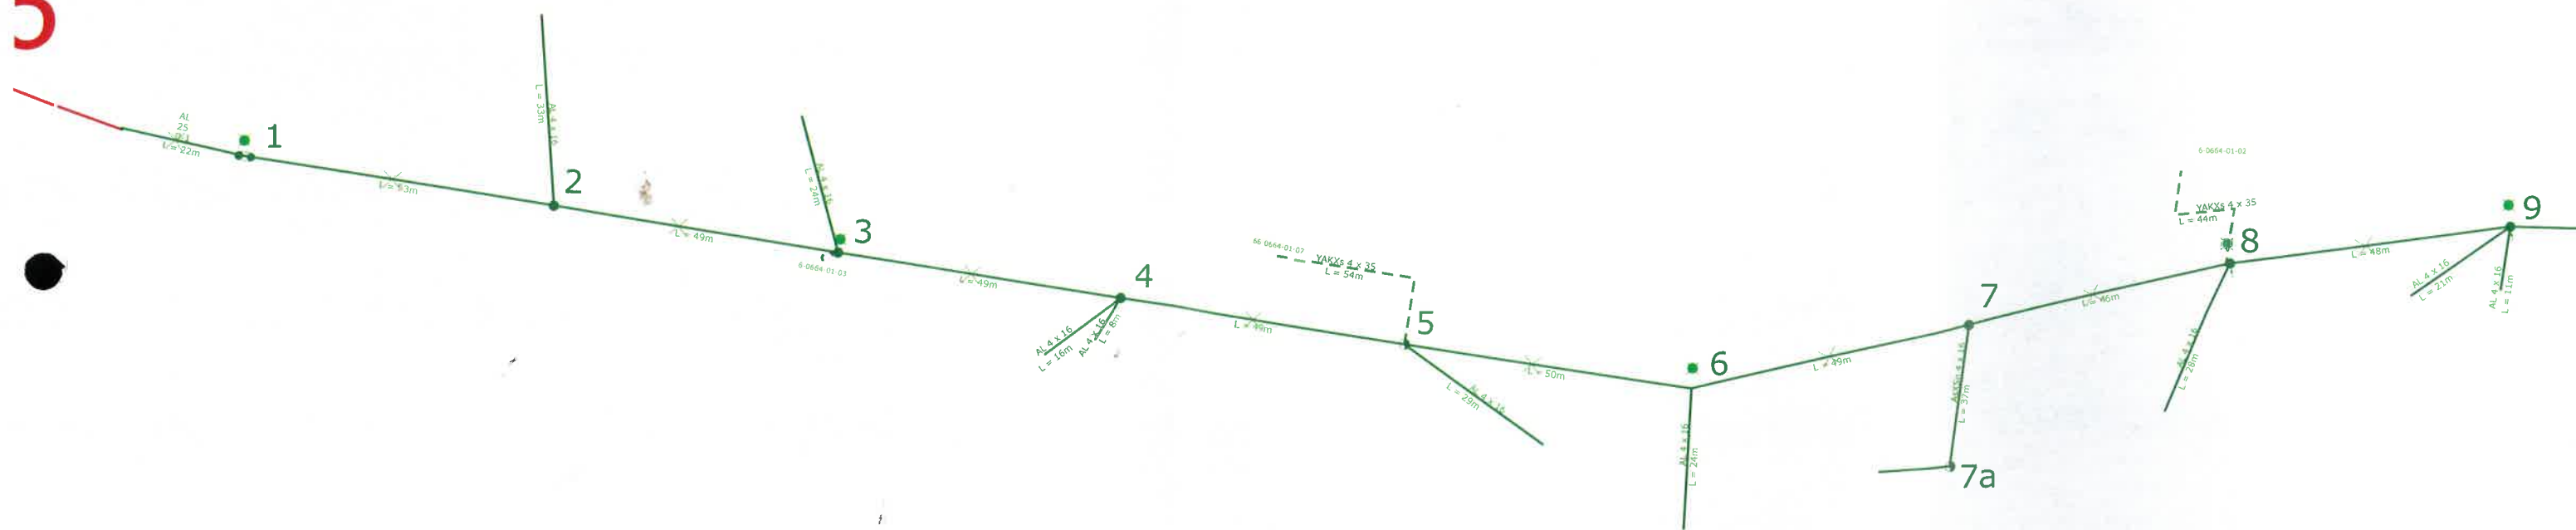 5
AL
25
L = 22m
1
L = 53m
L = 33m
AL 4 x 16
2
L = 49m
AL 4 x 16
L = 24m
3
6 0664 01 03
L = 49m
4
AL 4 x 16
L = 16m
AL 4 x 16
L = 8m
L = 49m
66 0664-01-07
YAKXs 4 x 35
L = 54m
5
AL 4 x 16
L = 29m
L = 50m
6
AL 4 x 16
L = 24m
L = 49m
7
L = 37m
7a
L = 46m
6 0664-01-02
YAKXs 4 x 35
L = 44m
8
AL 4 x 16
L = 28m
L = 48m
9
AL 4 x 16
L = 21m
AL 4 x 16
L = 11m